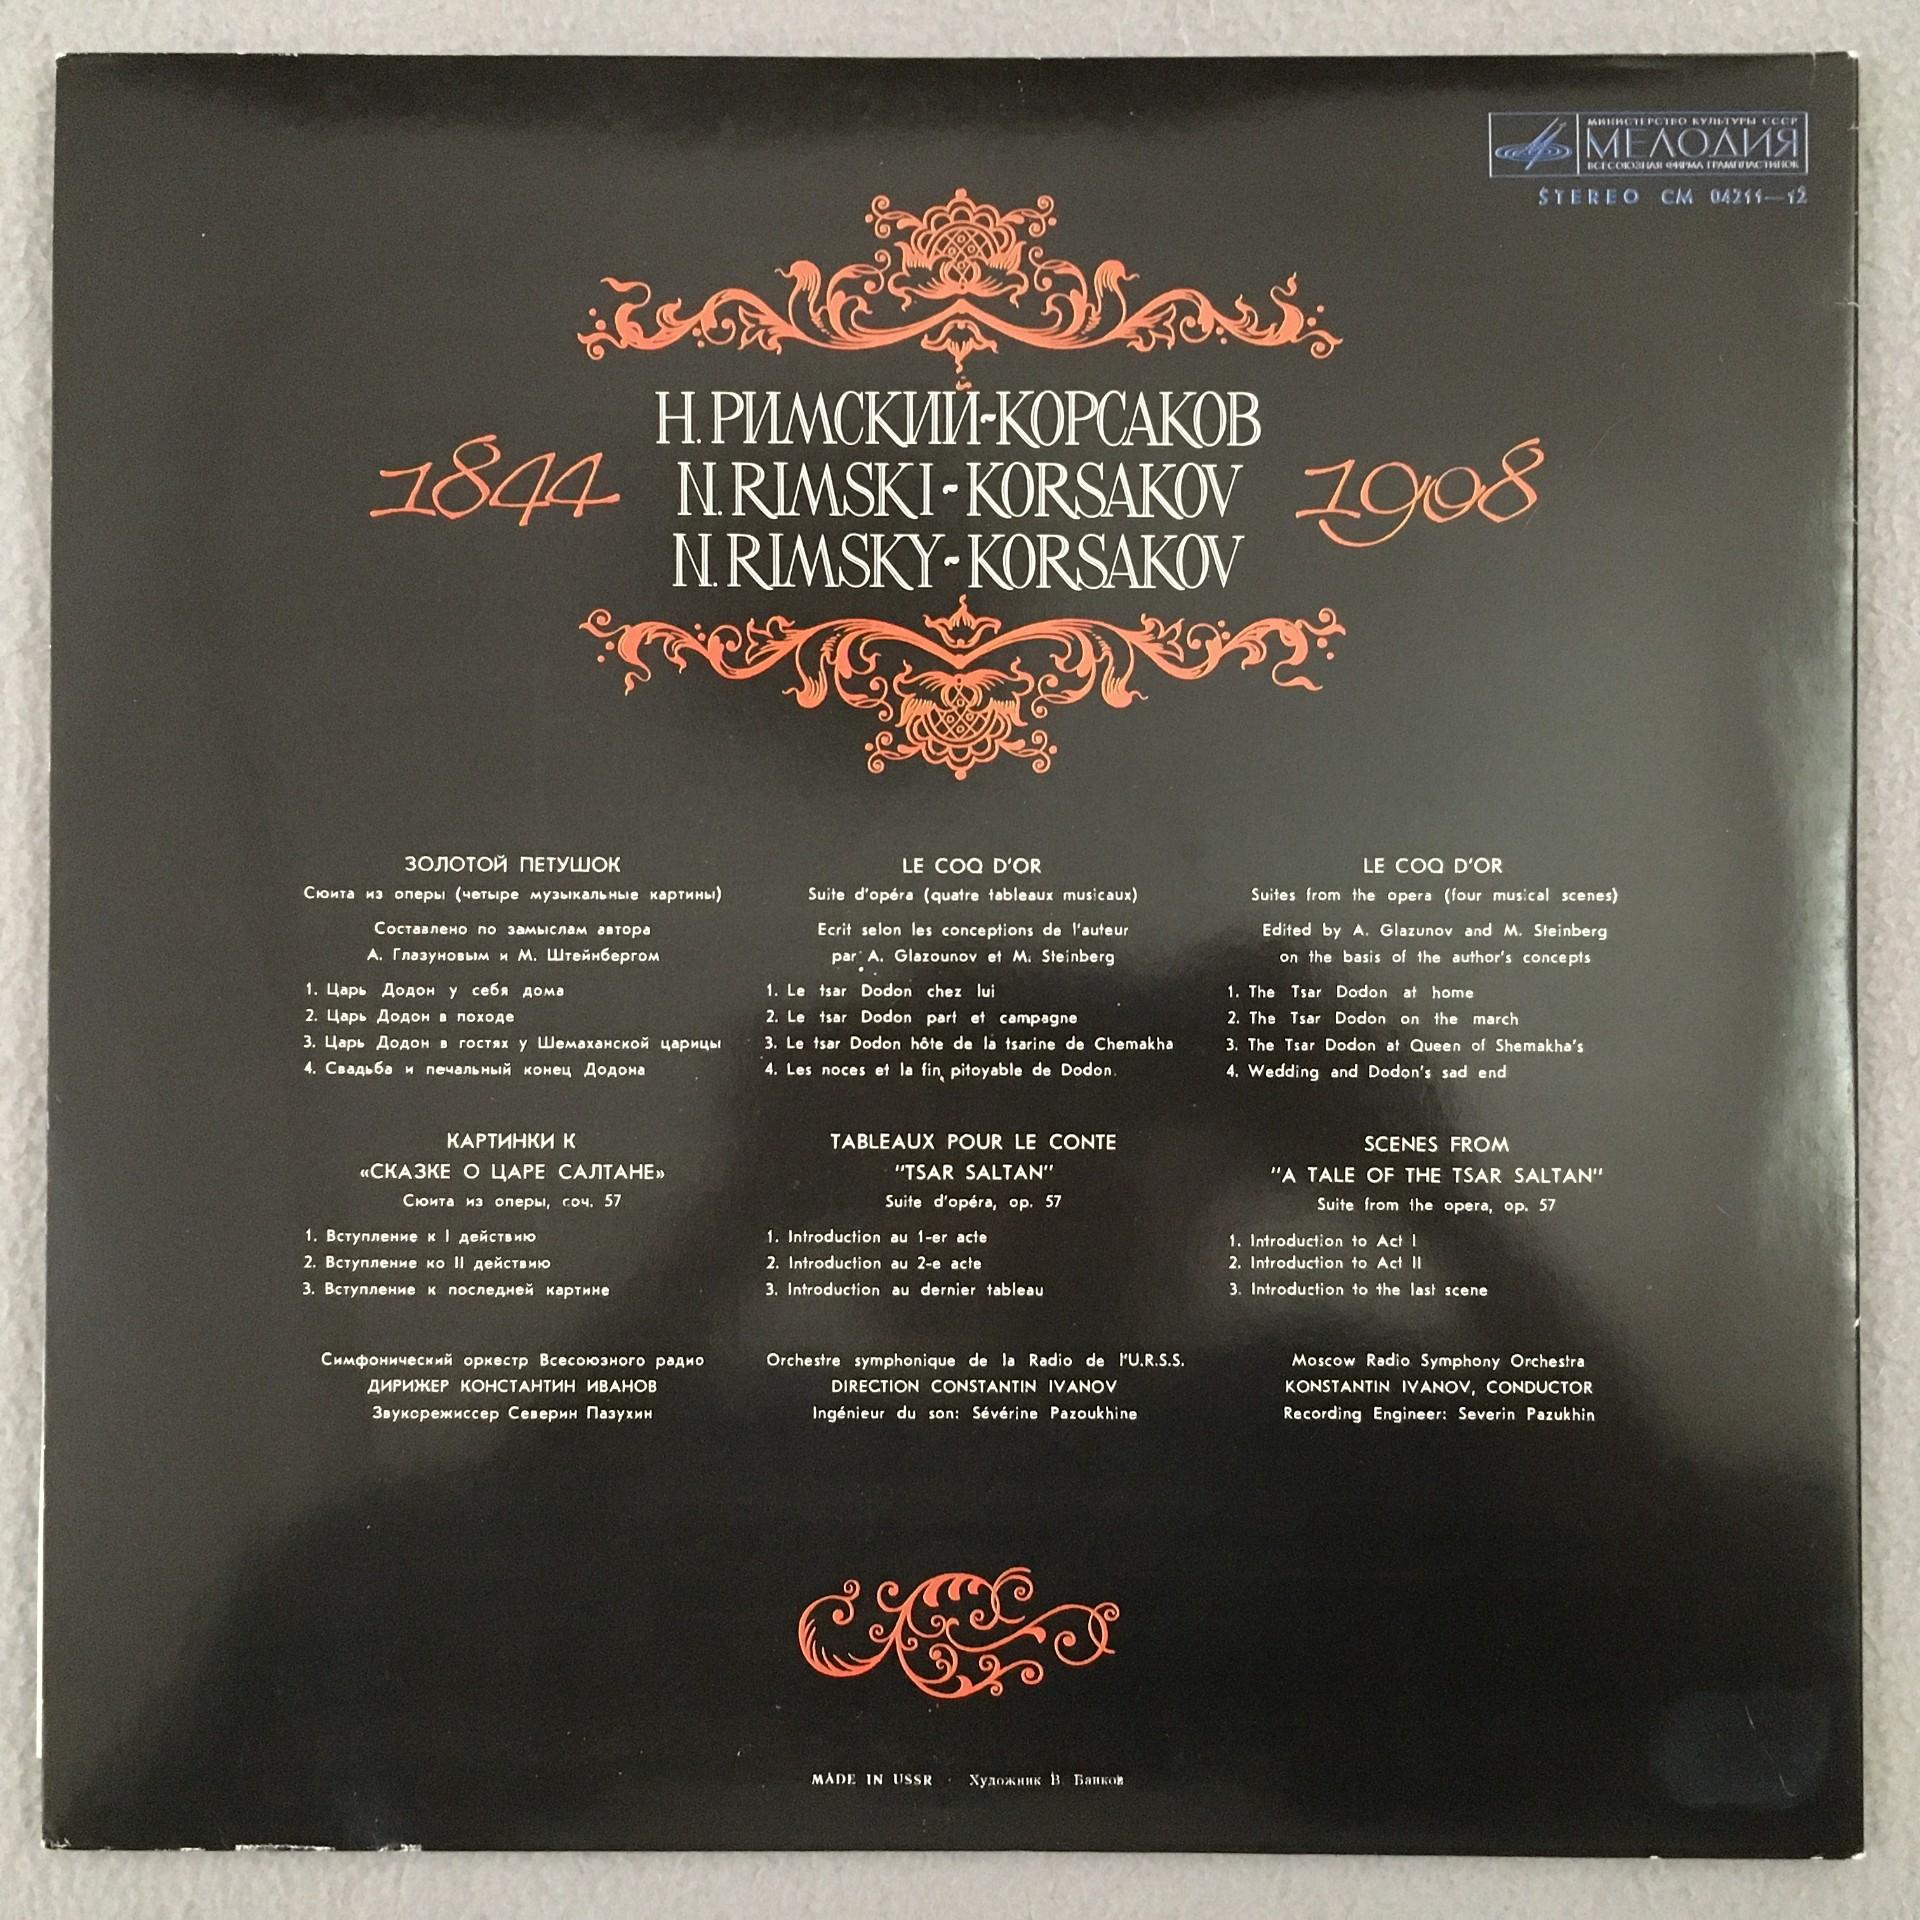 МИНИСТЕРСТВО КУЛЬТУРЫ СССР
МЕЛОДИЯ
ВСЕСОЮЗНАЯ ФИРМА ГРАМПЛАСТИНОК
STEREO СМ 04211—12
Н. РИМСКИЙ-КОРСАКОВ
1844 N. RIMSKI-KORSAKOV 1908
N. RIMSKY-KORSAKOV
ЗОЛОТОЙ ПЕТУШОК
Сюита из оперы (четыре музыкальные картины)
Составлено по замыслам автора
А. Глазуновым и М. Штейнбергом
1. Царь Додон у себя дома
2. Царь Додон в походе
3. Царь Додон в гостях у Шемаханской царицы
4. Свадьба и печальный конец Додона
КАРТИНКИ К
«СКАЗКЕ О ЦАРЕ САЛТАНЕ»
Сюита из оперы, соч. 57
1. Вступление к I действию
2. Вступление ко II действию
3. Вступление к последней картине
Симфонический оркестр Всесоюзного радио
ДИРИЖЕР КОНСТАНТИН ИВАНОВ
Звукорежиссер Северин Пазухин
LE COQ D'OR
Suite d'opéra (quatre tableaux musicaux)
Ecrit selon les conceptions de l'auteur
par A. Glazounov et M. Steinberg
1. Le tsar Dodon chez lui
2. Le tsar Dodon part et campagne
3. Le tsar Dodon hôte de la tsarine de Chemakha
4. Les noces et la fin pitoyable de Dodon.
TABLEAUX POUR LE CONTE
"TSAR SALTAN"
Suite d'opéra, op. 57
1. Introduction au 1-er acte
2. Introduction au 2-e acte
3. Introduction au dernier tableau
Orchestre symphonique de la Radio de l'U.R.S.S.
DIRECTION CONSTANTIN IVANOV
Ingénieur du son: Sévérine Pazoukhine
LE COQ D'OR
Suites from the opera (four musical scenes)
Edited by A. Glazunov and M. Steinberg
on the basis of the author's concepts
1. The Tsar Dodon at home
2. The Tsar Dodon on the march
3. The Tsar Dodon at Queen of Shemakha's
4. Wedding and Dodon's sad end
SCENES FROM
"A TALE OF THE TSAR SALTAN"
Suite from the opera, op. 57
1. Introduction to Act I
2. Introduction to Act II
3. Introduction to the last scene
Moscow Radio Symphony Orchestra
KONSTANTIN IVANOV, CONDUCTOR
Recording Engineer: Severin Pazukhin
MADE IN USSR · Художник В.